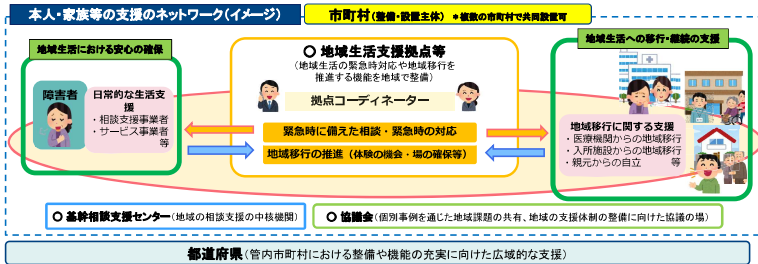 本人・家族等の支援のネットワーク(イメージ)
市町村(整備・設置主体) *複数の市町村で共同設置可
地域生活における安心の確保
障害者
日常的な生活支
援
・相談支援事業者
・サービス事業者
等
〇 地域生活支援拠点等
(地域生活の緊急時対応や地域移行を
推進する機能を地域で整備)
拠点コーディネーター
緊急時に備えた相談・緊急時の対応
地域移行の推進(体験の機会・場の確保等)
地域生活への移行・継続の支援
地域移行に関する支援
・医療機関からの地域移行
・入所施設からの地域移行
・親元からの自立 等
〇 基幹相談支援センター(地域の相談支援の中核機関)
〇 協議会(個別事例を通じた地域課題の共有、地域の支援体制の整備に向けた協議の場)
都道府県(管内市町村における整備や機能の充実に向けた広域的な支援)